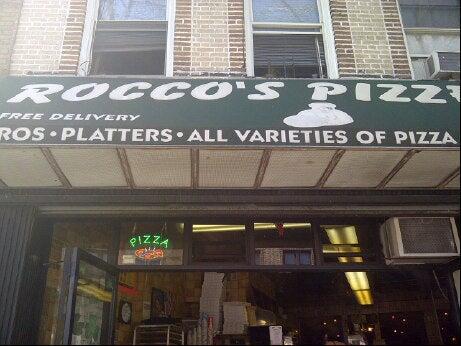 ROCCO'S PIZZ
FREE DELIVERY
ROS • PLATTERS • ALL VARIETIES OF PIZZA
PIZZA